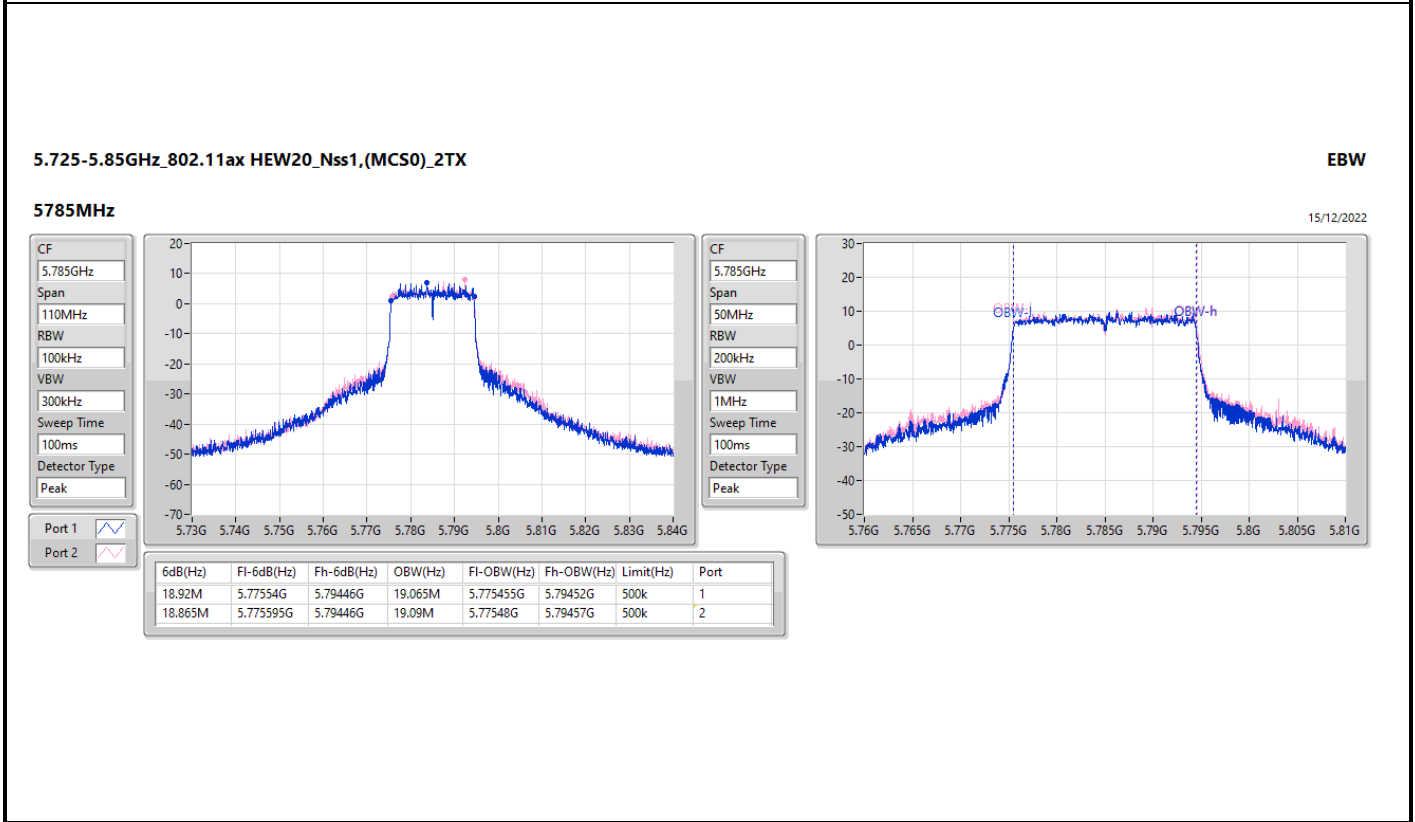 5.725-5.85GHz_802.11ax HEW20_Nss1,(MCS0)_2TX
EBW
5785MHz
15/12/2022
CF
5.785GHz
Span
110MHz
RBW
100kHz
VBW
300kHz
Sweep Time
100ms
Detector Type
Peak
Port 1
Port 2
20
10
0
-10
-20
-30
-40
-50
-60
-70
5.73G 5.74G 5.75G 5.76G 5.77G 5.78G 5.79G 5.8G 5.81G 5.82G 5.83G 5.84G
CF
5.785GHz
Span
50MHz
RBW
200kHz
VBW
1MHz
Sweep Time
100ms
Detector Type
Peak
30
20
10
0
-10
-20
-30
-40
-50
OBW-l
OBW-h
5.76G 5.765G 5.77G 5.775G 5.78G 5.785G 5.79G 5.795G 5.8G 5.805G 5.81G
6dB(Hz) Fl-6dB(Hz) Fh-6dB(Hz) OBW(Hz) Fl-OBW(Hz) Fh-OBW(Hz) Limit(Hz) Port
18.92M 5.77554G 5.79446G 19.065M 5.775455G 5.79452G 500k 1
18.865M 5.775595G 5.79446G 19.09M 5.77548G 5.79457G 500k 2